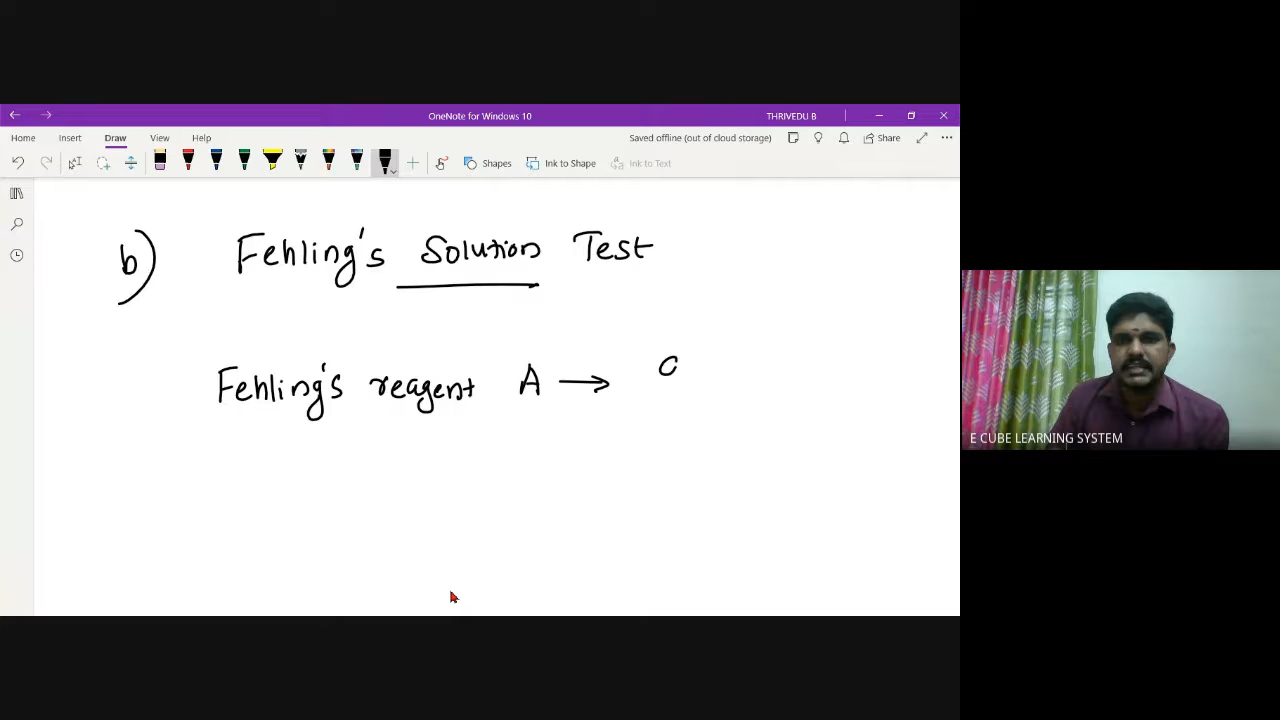 OneNote for Windows 10
THRIVEDU B
Home Insert Draw View Help
Saved offline (out of cloud storage)
Share
Shapes
Ink to Shape
Ink to Text
b) Fehling's Solution Test
Fehling's reagent A →
E CUBE LEARNING SYSTEM